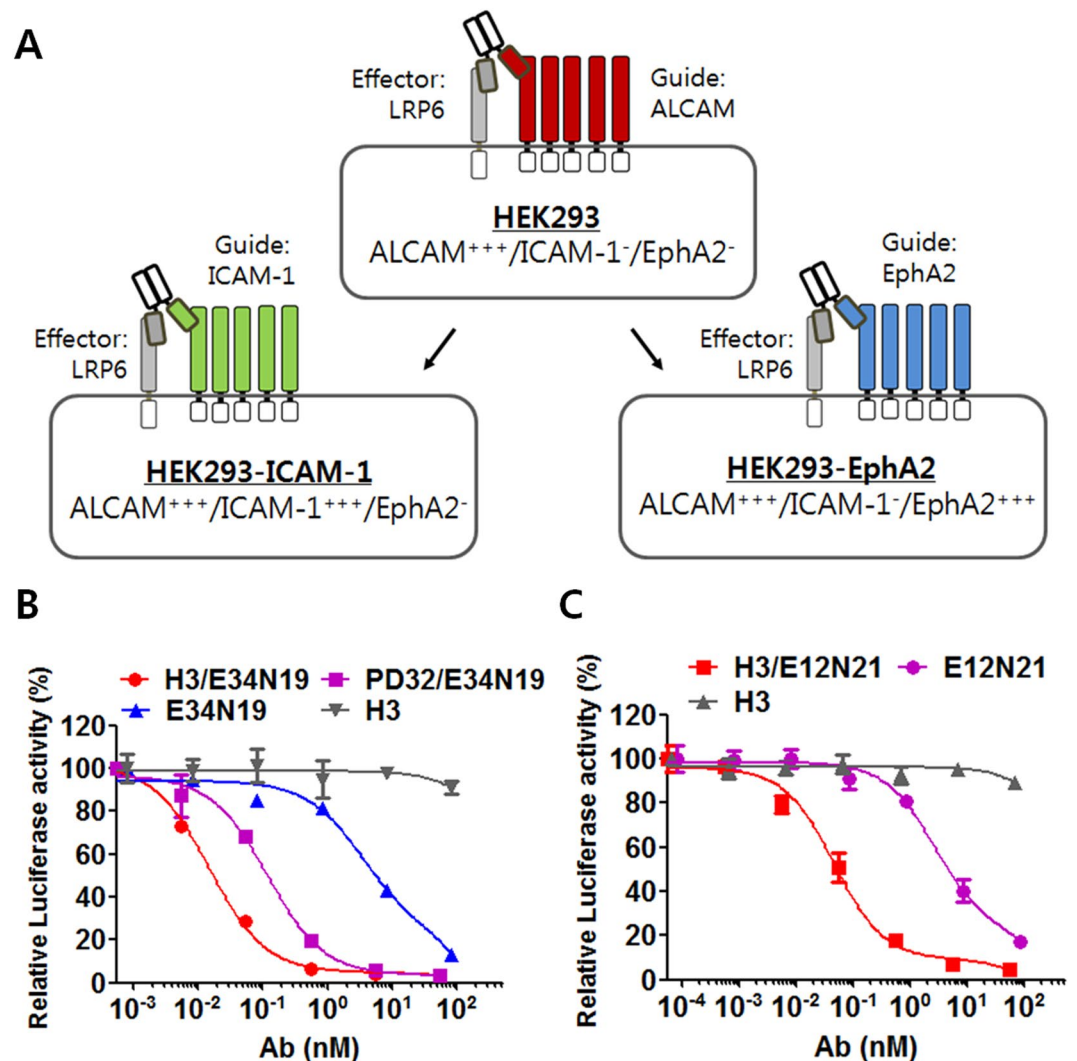 A
Effector:
LRP6
Guide:
ALCAM
HEK293
ALCAM⁺⁺⁺/ICAM-1⁻/EphA2⁻
Guide:
ICAM-1
Effector:
LRP6
HEK293-ICAM-1
ALCAM⁺⁺⁺/ICAM-1⁺⁺⁺/EphA2⁻
Guide:
EphA2
Effector:
LRP6
HEK293-EphA2
ALCAM⁺⁺⁺/ICAM-1⁻/EphA2⁺⁺⁺
B
H3/E34N19 PD32/E34N19
E34N19 H3
Relative Luciferase activity (%)
120
100
80
60
40
20
0
10⁻³ 10⁻² 10⁻¹ 10⁰ 10¹ 10²
Ab (nM)
C
H3/E12N21 E12N21
H3
Relative Luciferase activity (%)
120
100
80
60
40
20
0
10⁻⁴ 10⁻³ 10⁻² 10⁻¹ 10⁰ 10¹ 10²
Ab (nM)